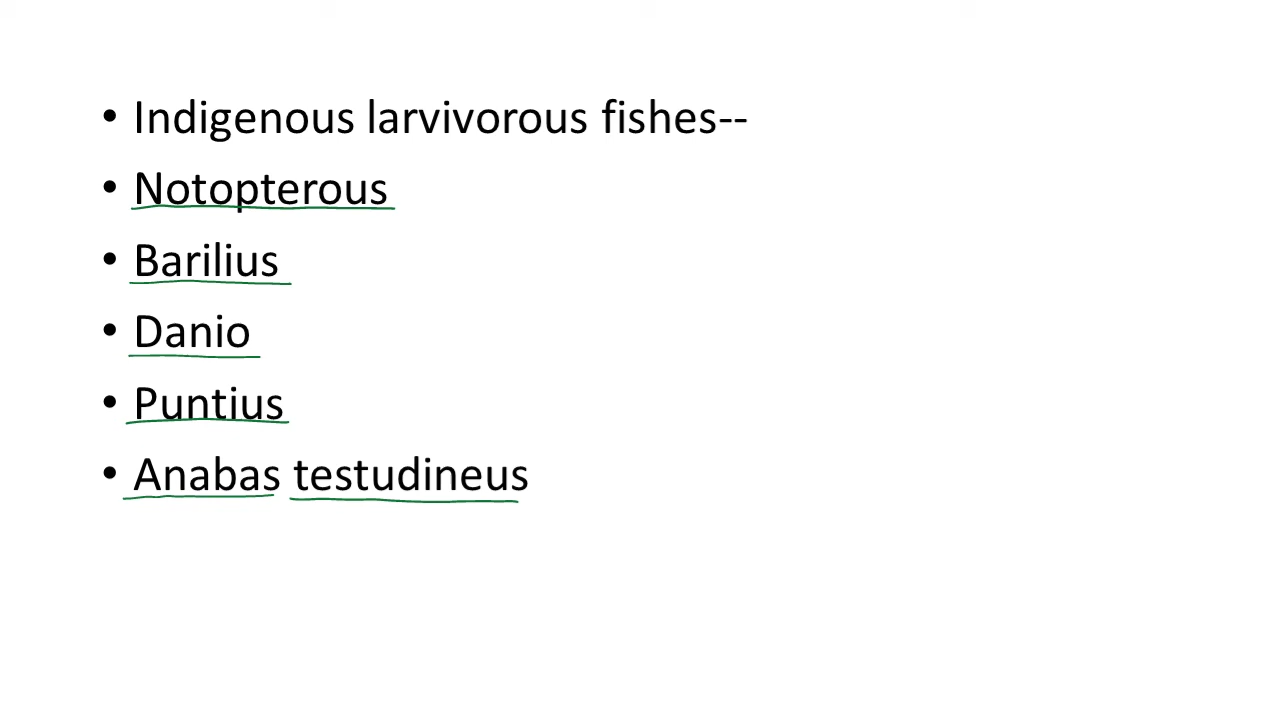 • Indigenous larvivorous fishes--
• Notopterous
• Barilius
• Danio
• Puntius
• Anabas testudineus